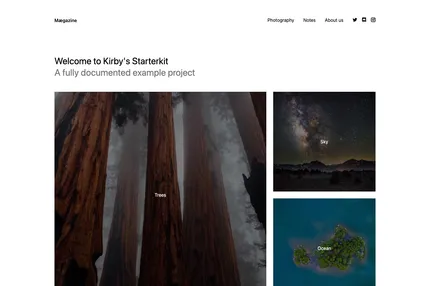 Mægazine
Photography Notes About us
Welcome to Kirby's Starterkit
A fully documented example project
Trees
Sky
Ocean